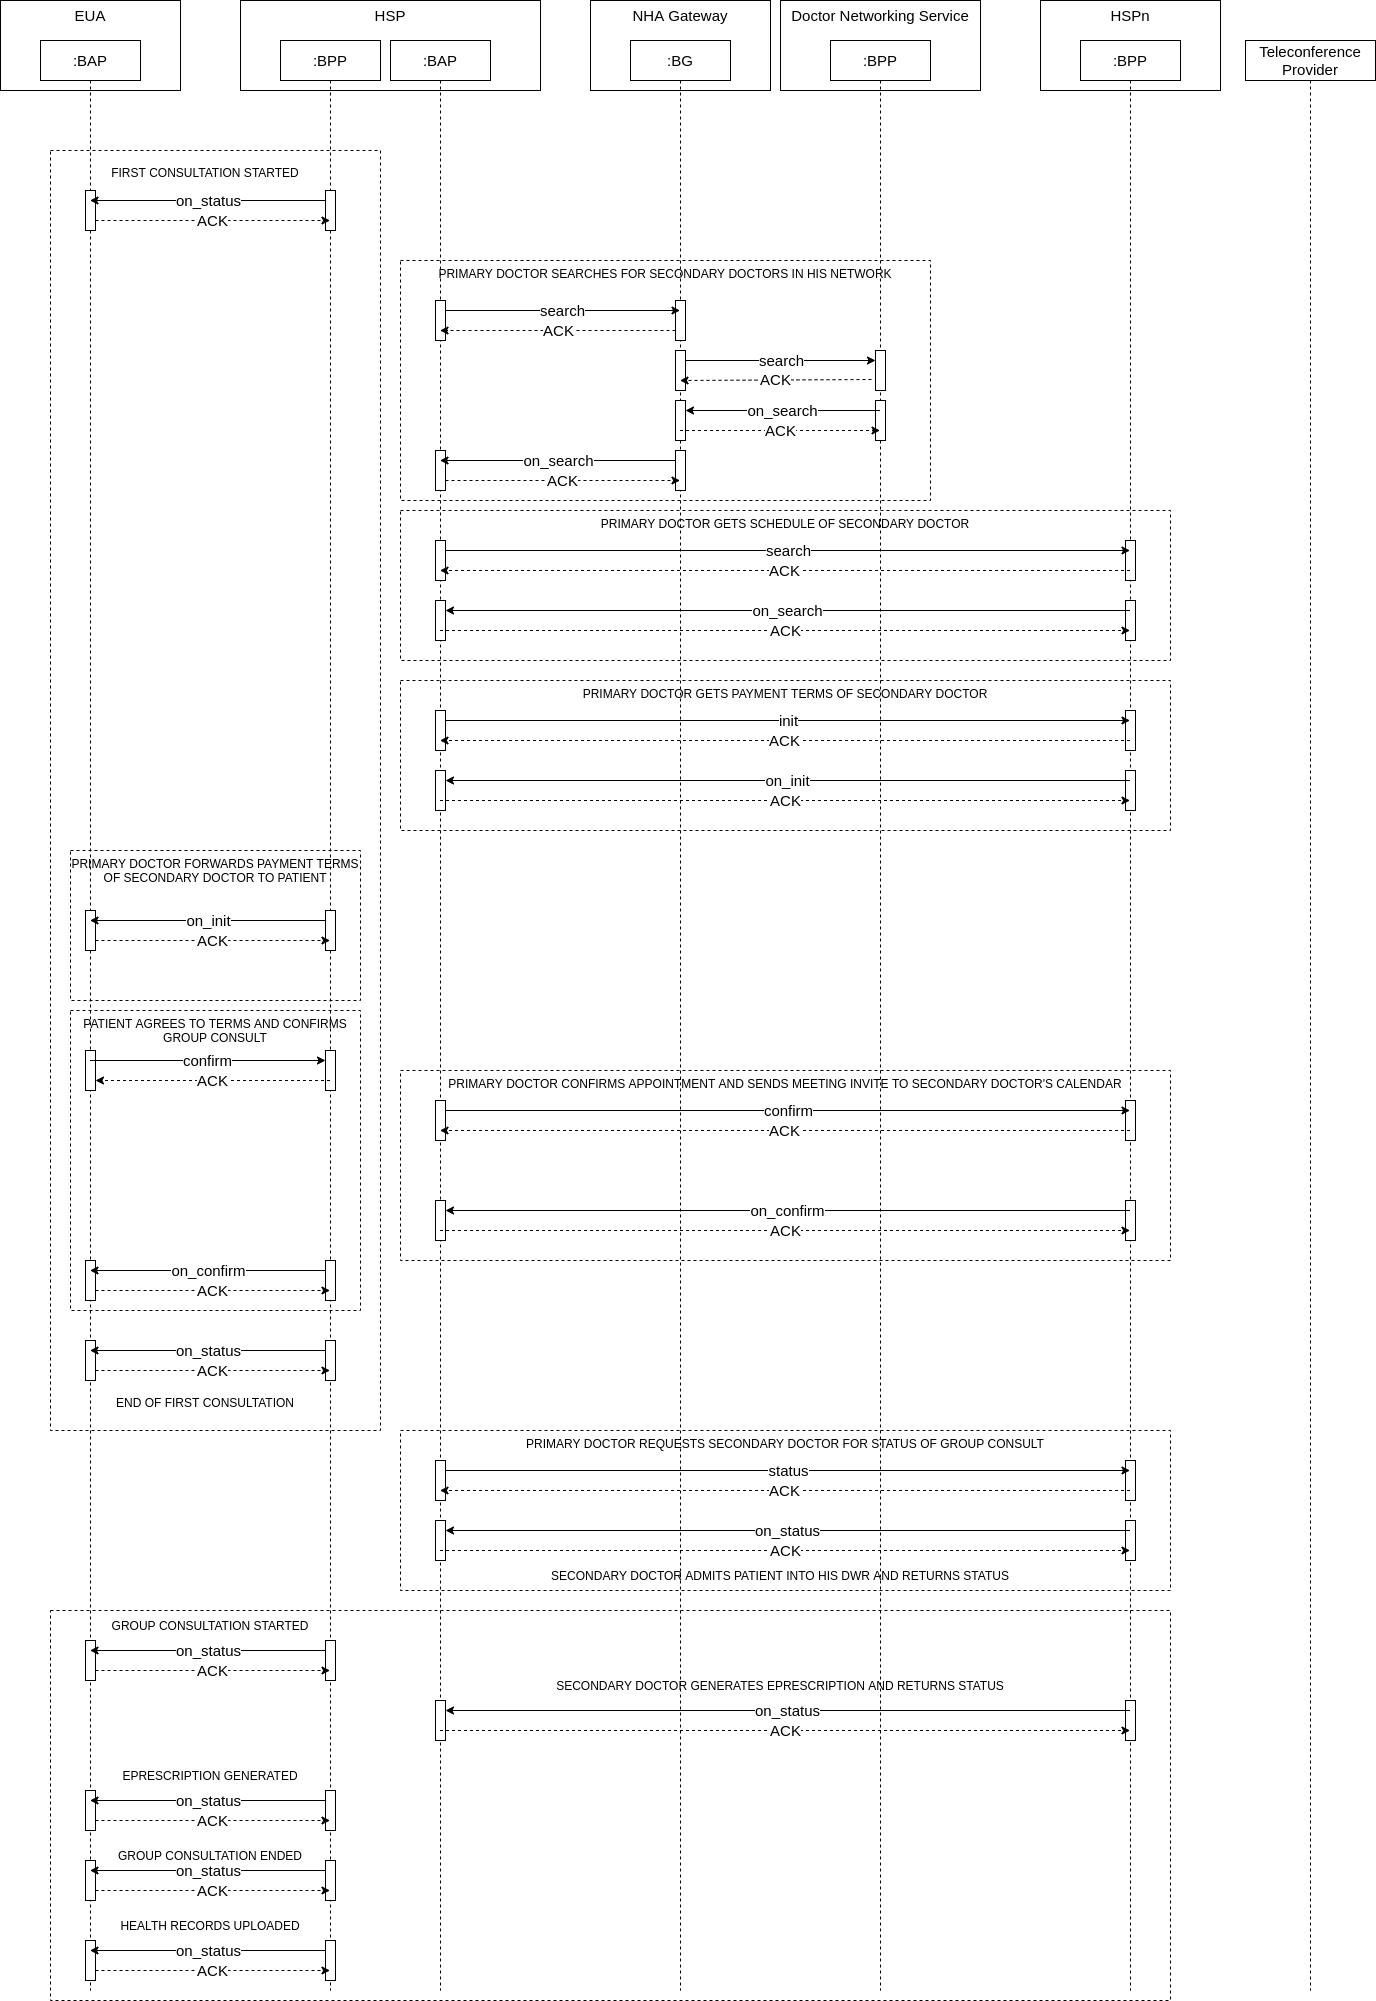 EUA
HSP
NHA Gateway
Doctor Networking Service
HSPn
:BAP
:BPP
:BAP
:BG
:BPP
:BPP
Teleconference
Provider
FIRST CONSULTATION STARTED
on_status
ACK
PRIMARY DOCTOR SEARCHES FOR SECONDARY DOCTORS IN HIS NETWORK
search
ACK
search
ACK
on_search
ACK
on_search
ACK
PRIMARY DOCTOR GETS SCHEDULE OF SECONDARY DOCTOR
search
ACK
on_search
ACK
PRIMARY DOCTOR GETS PAYMENT TERMS OF SECONDARY DOCTOR
init
ACK
on_init
ACK
PRIMARY DOCTOR FORWARDS PAYMENT TERMS
OF SECONDARY DOCTOR TO PATIENT
on_init
ACK
PATIENT AGREES TO TERMS AND CONFIRMS
GROUP CONSULT
confirm
ACK
PRIMARY DOCTOR CONFIRMS APPOINTMENT AND SENDS MEETING INVITE TO SECONDARY DOCTOR'S CALENDAR
confirm
ACK
on_confirm
ACK
on_confirm
ACK
on_status
ACK
END OF FIRST CONSULTATION
PRIMARY DOCTOR REQUESTS SECONDARY DOCTOR FOR STATUS OF GROUP CONSULT
status
ACK
on_status
ACK
SECONDARY DOCTOR ADMITS PATIENT INTO HIS DWR AND RETURNS STATUS
GROUP CONSULTATION STARTED
on_status
ACK
SECONDARY DOCTOR GENERATES EPRESCRIPTION AND RETURNS STATUS
on_status
ACK
EPRESCRIPTION GENERATED
on_status
ACK
GROUP CONSULTATION ENDED
on_status
ACK
HEALTH RECORDS UPLOADED
on_status
ACK